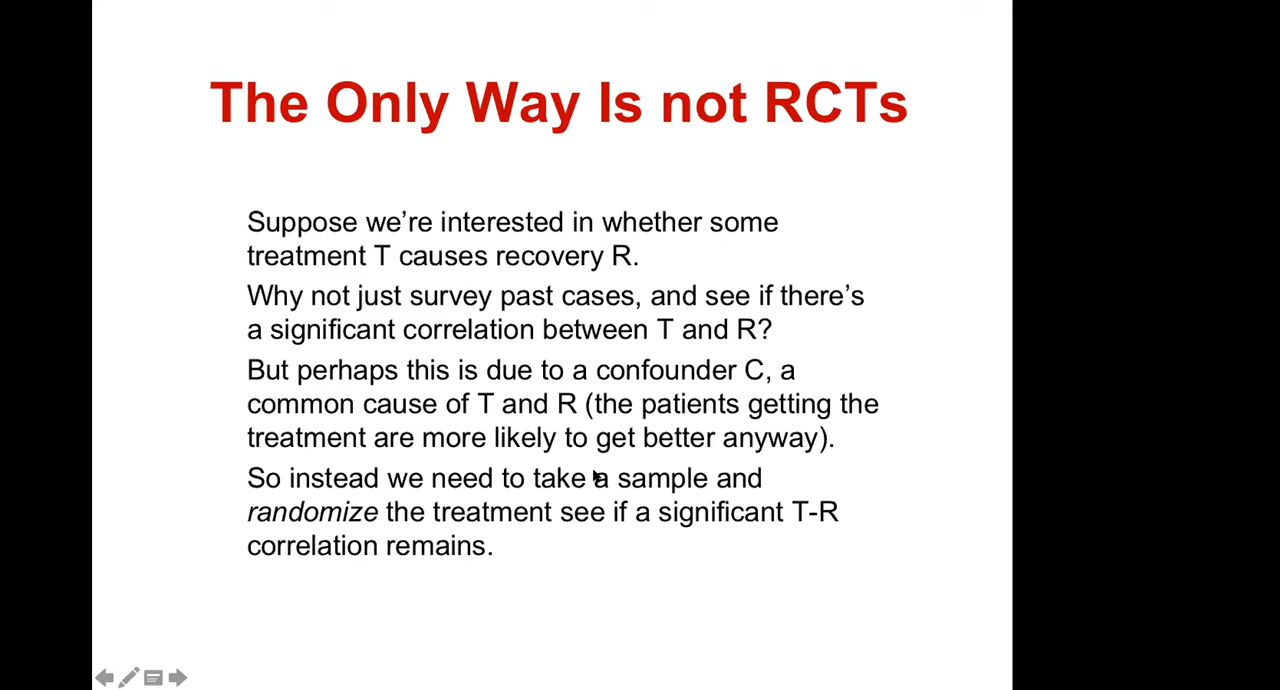 The Only Way Is not RCTs
Suppose we’re interested in whether some
treatment T causes recovery R.
Why not just survey past cases, and see if there’s
a significant correlation between T and R?
But perhaps this is due to a confounder C, a
common cause of T and R (the patients getting the
treatment are more likely to get better anyway).
So instead we need to take a sample and
randomize the treatment see if a significant T-R
correlation remains.